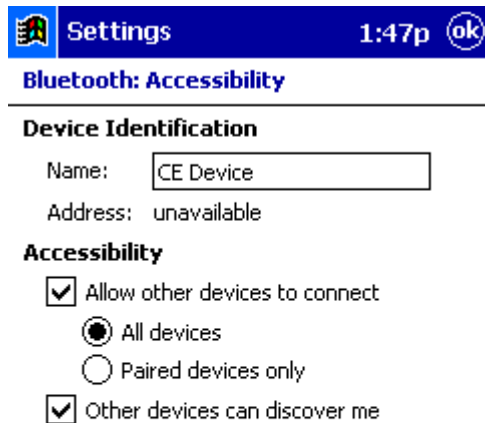 Settings 1:47p ok
Bluetooth: Accessibility
Device Identification
Name: CE Device
Address: unavailable
Accessibility
Allow other devices to connect
All devices
Paired devices only
Other devices can discover me